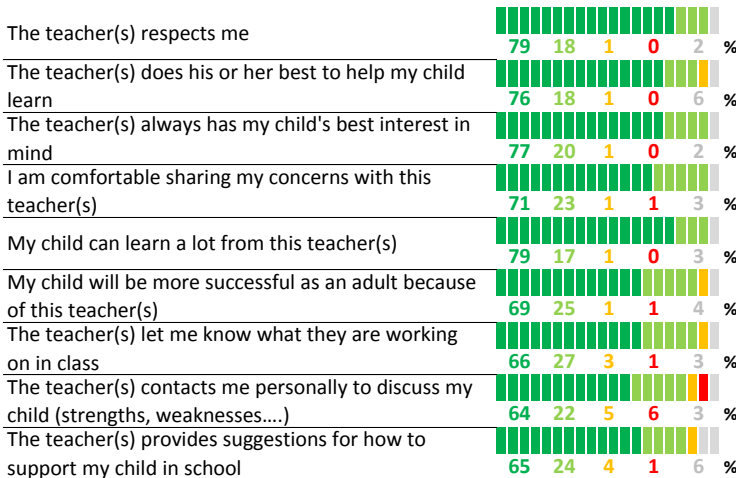 The teacher(s) respects me
79 18 1 0 2 %
The teacher(s) does his or her best to help my child
learn
76 18 1 0 6 %
The teacher(s) always has my child's best interest in
mind
77 20 1 0 2 %
I am comfortable sharing my concerns with this
teacher(s)
71 23 1 1 3 %
My child can learn a lot from this teacher(s)
79 17 1 0 3 %
My child will be more successful as an adult because
of this teacher(s)
69 25 1 1 4 %
The teacher(s) let me know what they are working
on in class
66 27 3 1 3 %
The teacher(s) contacts me personally to discuss my
child (strengths, weaknesses....)
64 22 5 6 3 %
The teacher(s) provides suggestions for how to
support my child in school
65 24 4 1 6 %